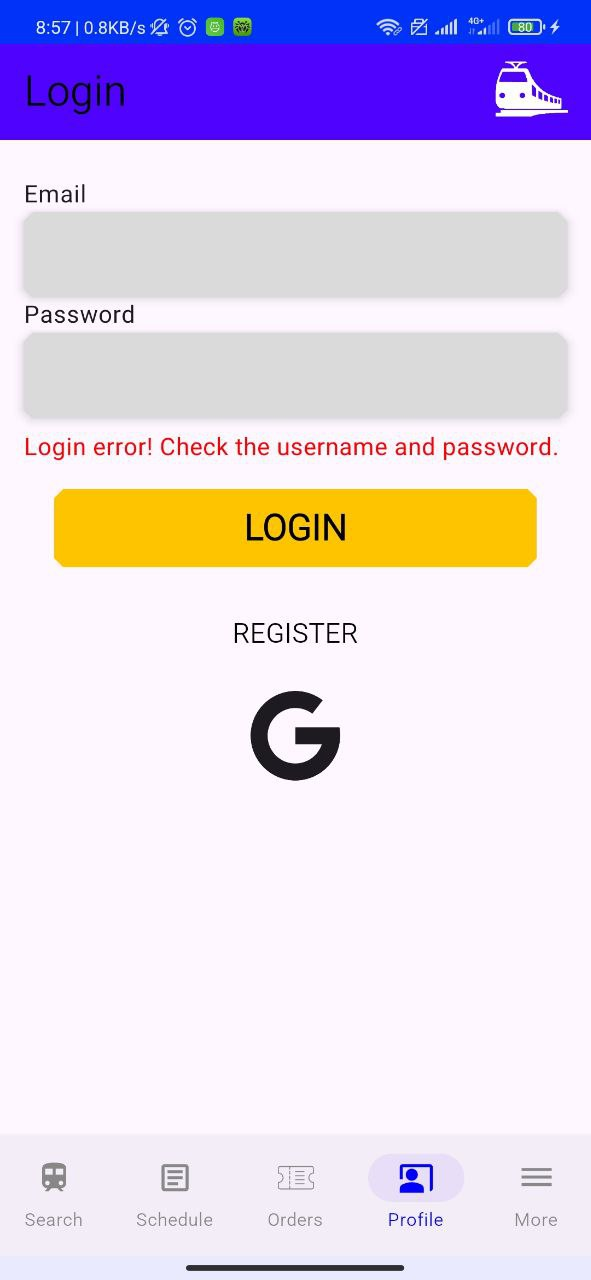 8:57 | 0.8KB/s 4G+ 80
Login
Email
Password
Login error! Check the username and password.
LOGIN
REGISTER
G
Search Schedule Orders Profile More